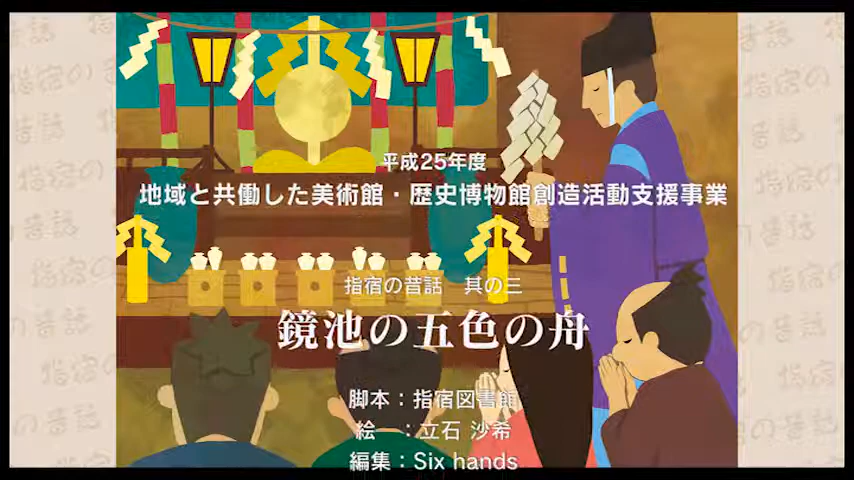 平成25年度
地域と共働した美術館・歴史博物館創造活動支援事業
指宿の昔話　其の三
鏡池の五色の舟
脚本：指宿図書館
絵　：立石 沙希
編集：Six hands